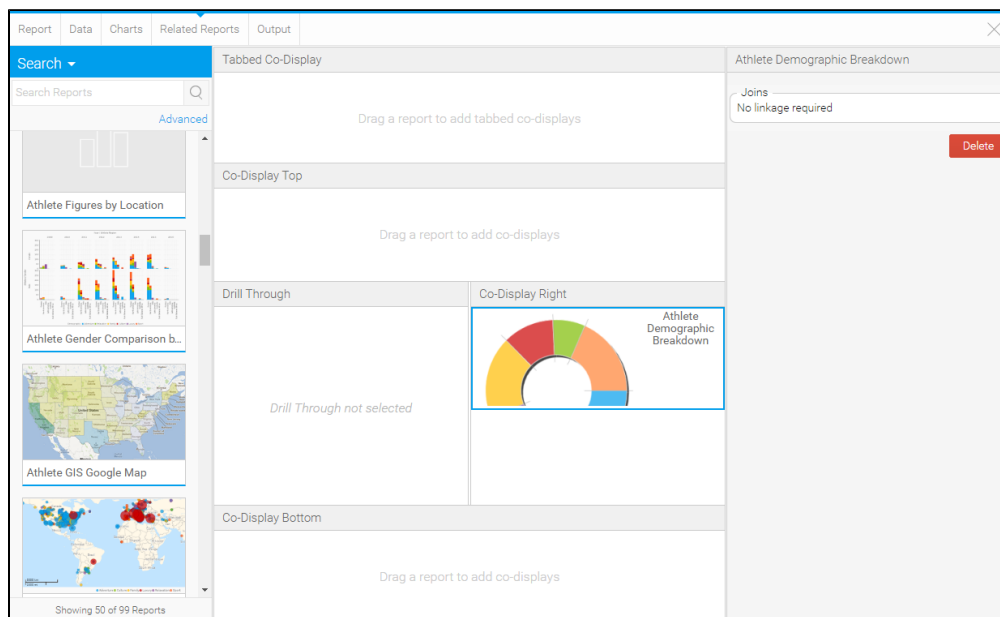 Report Data Charts Related Reports Output
Search
Search Reports
Advanced
Athlete Figures by Location
Athlete Gender Comparison b...
Athlete GIS Google Map
Showing 50 of 99 Reports
Tabbed Co-Display
Drag a report to add tabbed co-displays
Co-Display Top
Drag a report to add co-displays
Drill Through
Drill Through not selected
Co-Display Right
Athlete
Demographic
Breakdown
Co-Display Bottom
Drag a report to add co-displays
Athlete Demographic Breakdown
Joins
No linkage required
Delete